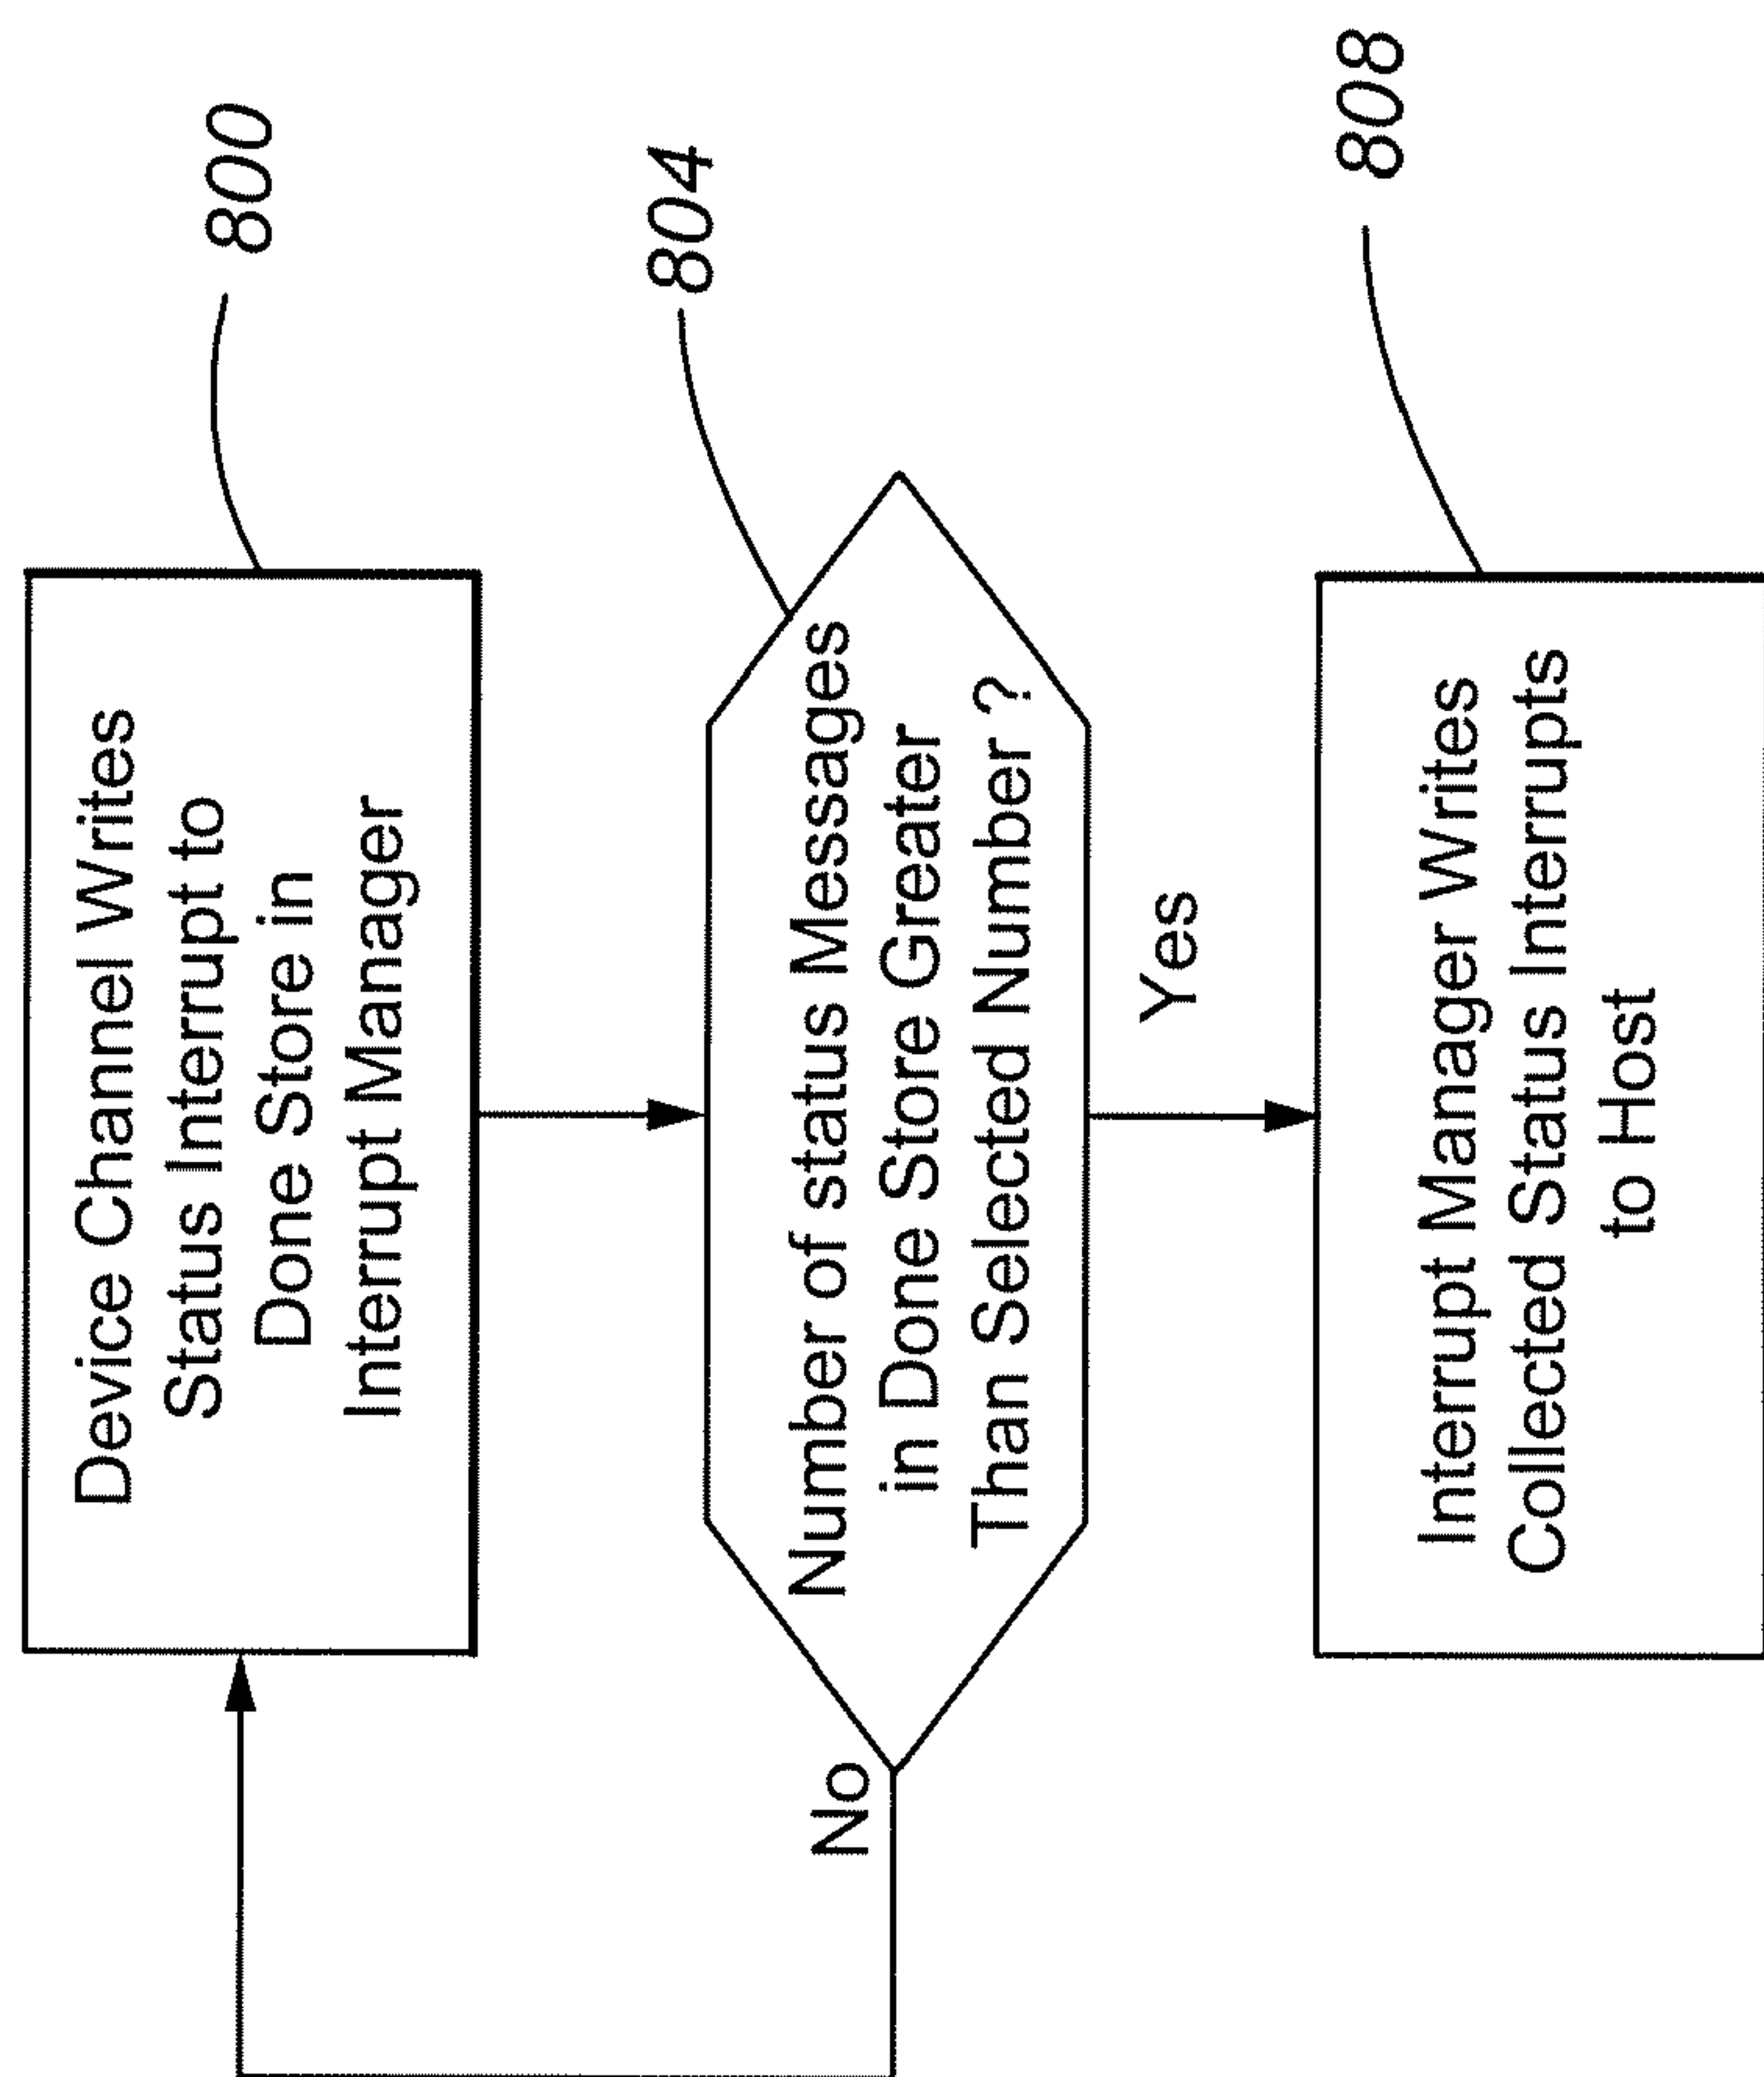 Device Channel Writes
Status Interrupt to
Done Store in
Interrupt Manager
800
Number of status Messages
in Done Store Greater
Than Selected Number ?
804
No
Yes
Interrupt Manager Writes
Collected Status Interrupts
to Host
808